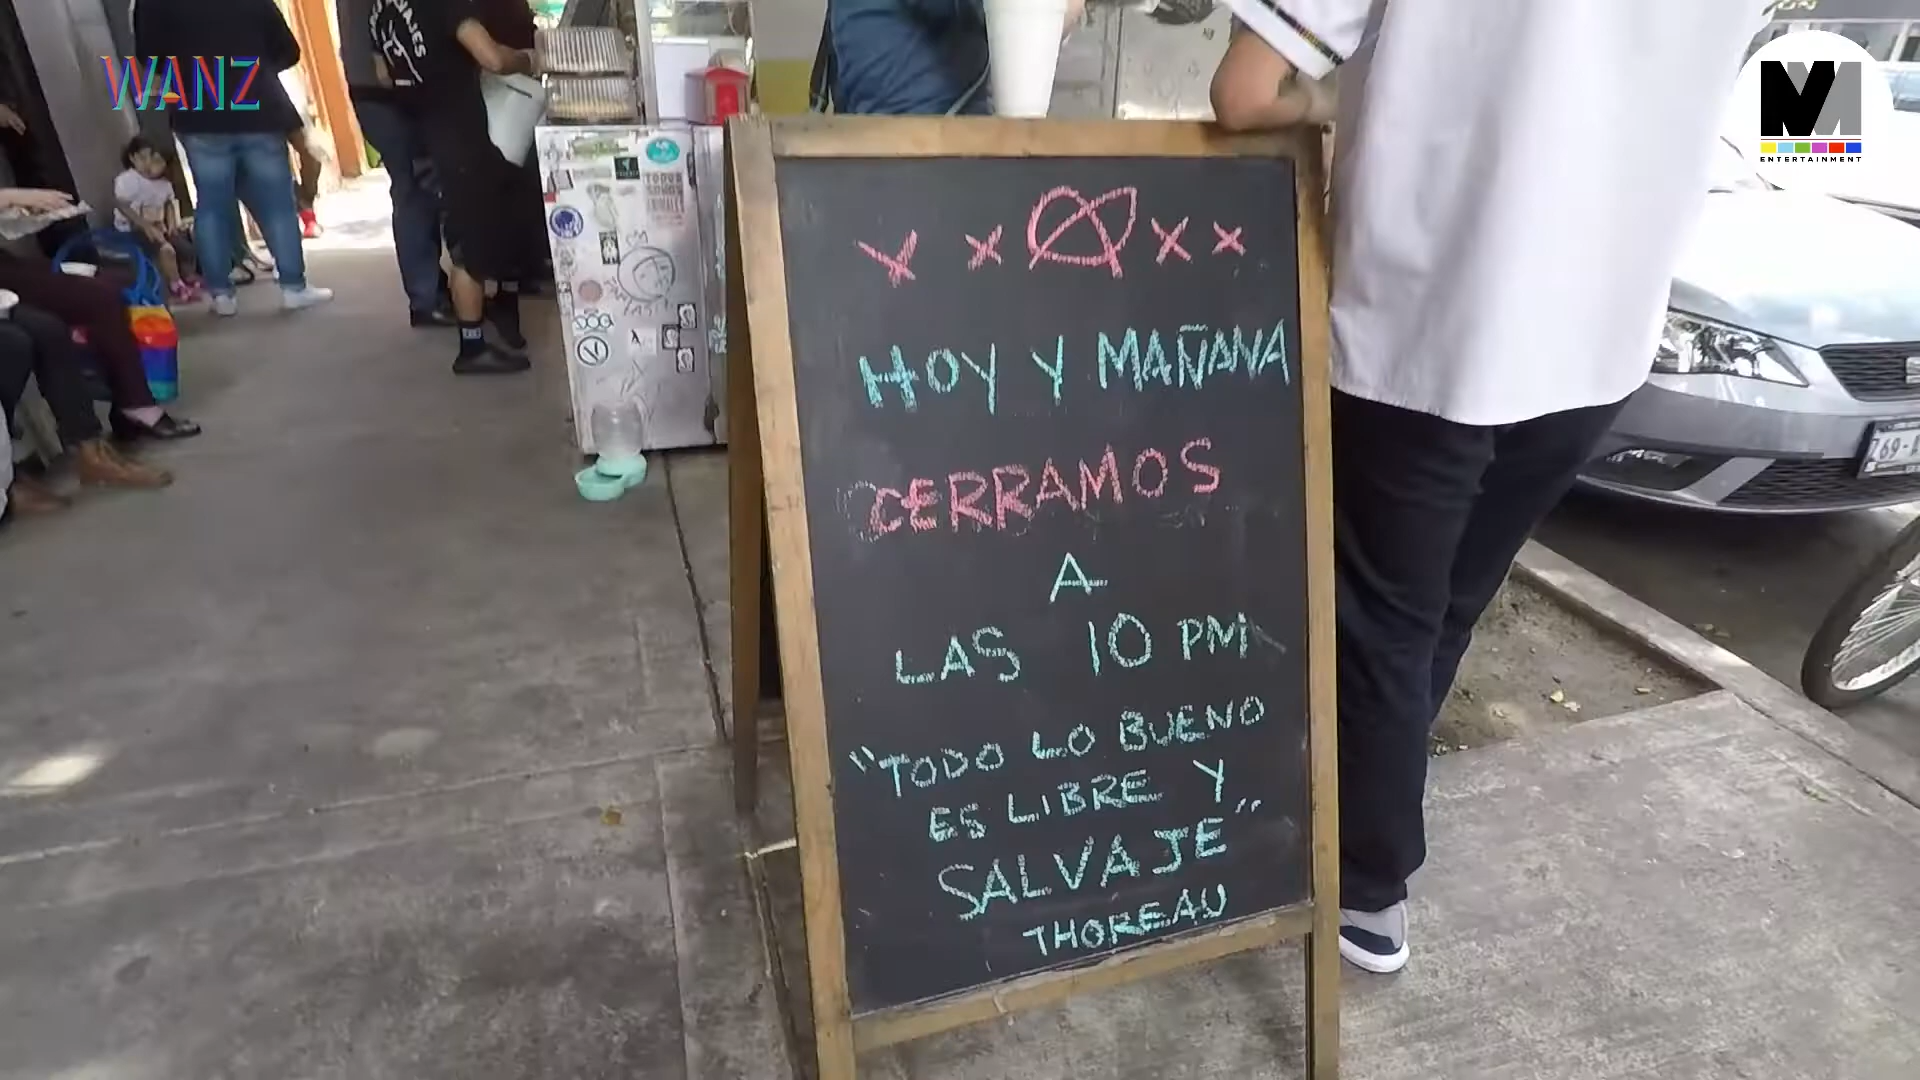 WANZ
ENTERTAINMENT
X X A X X
HOY Y MAÑANA
CERRAMOS
A
LAS 10 PM
"TODO LO BUENO
ES LIBRE Y
SALVAJE"
THOREAU